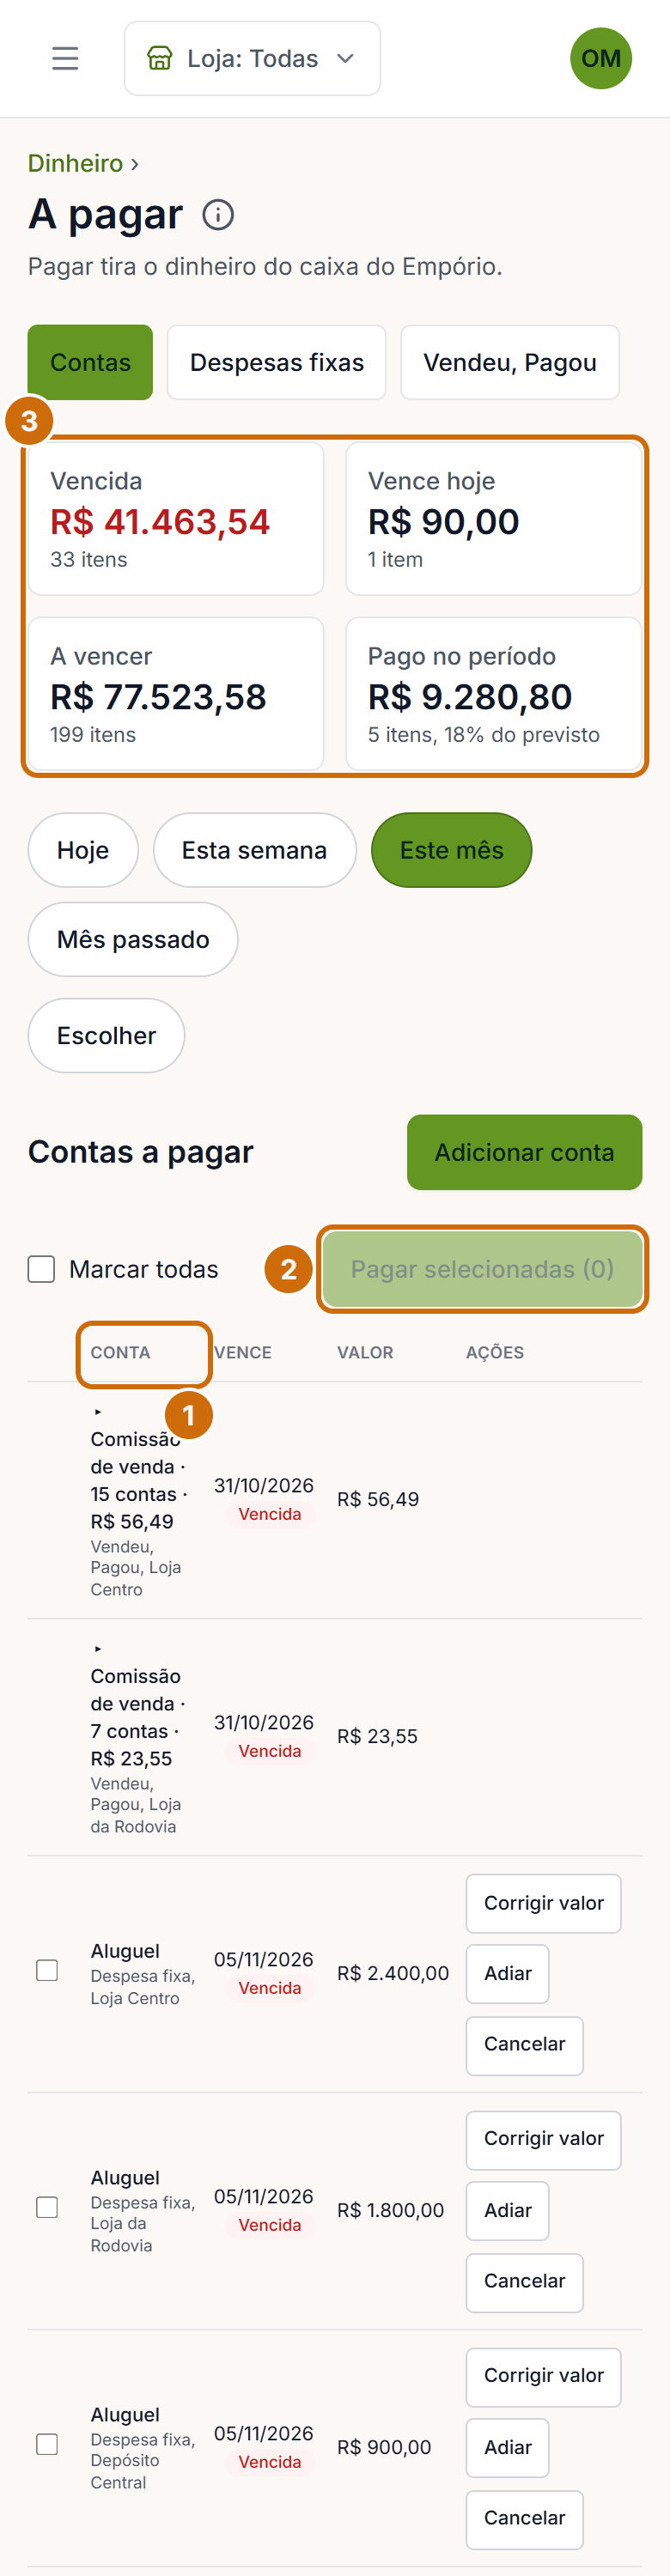 Loja: Todas
OM
Dinheiro ›
A pagar
Pagar tira o dinheiro do caixa do Empório.
Contas
Despesas fixas
Vendeu, Pagou
3
Vencida
R$ 41.463,54
33 itens
Vence hoje
R$ 90,00
1 item
A vencer
R$ 77.523,58
199 itens
Pago no período
R$ 9.280,80
5 itens, 18% do previsto
Hoje
Esta semana
Este mês
Mês passado
Escolher
Contas a pagar
Adicionar conta
Marcar todas
2
Pagar selecionadas (0)
CONTA
VENCE
VALOR
AÇÕES
1
Comissão
de venda ·
15 contas ·
R$ 56,49
Vendeu,
Pagou, Loja
Centro
31/10/2026
Vencida
R$ 56,49
Comissão
de venda ·
7 contas ·
R$ 23,55
Vendeu,
Pagou, Loja
da Rodovia
31/10/2026
Vencida
R$ 23,55
Aluguel
Despesa fixa,
Loja Centro
05/11/2026
Vencida
R$ 2.400,00
Corrigir valor
Adiar
Cancelar
Aluguel
Despesa fixa,
Loja da
Rodovia
05/11/2026
Vencida
R$ 1.800,00
Corrigir valor
Adiar
Cancelar
Aluguel
Despesa fixa,
Depósito
Central
05/11/2026
Vencida
R$ 900,00
Corrigir valor
Adiar
Cancelar